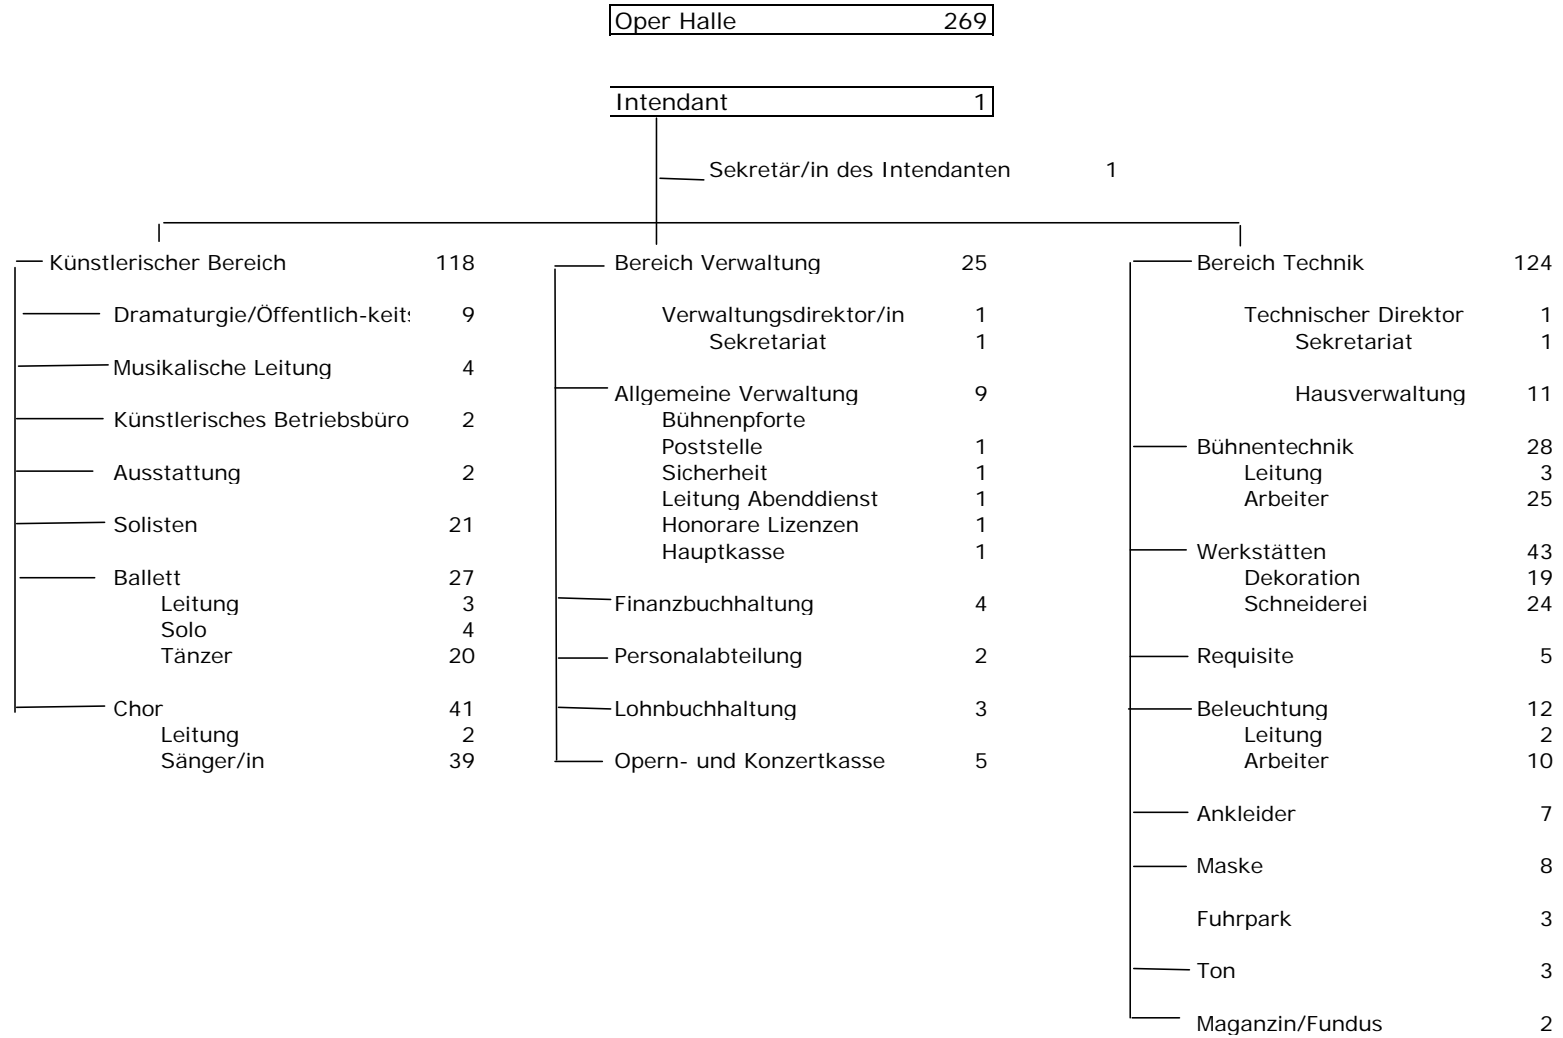 Oper Halle 269
Intendant 1
Sekretär/in des Intendanten 1
Künstlerischer Bereich 118
Dramaturgie/Öffentlich-keits 9
Musikalische Leitung 4
Künstlerisches Betriebsbüro 2
Ausstattung 2
Solisten 21
Ballett 27
Leitung 3
Solo 4
Tänzer 20
Chor 41
Leitung 2
Sänger/in 39
Bereich Verwaltung 25
Verwaltungsdirektor/in 1
Sekretariat 1
Allgemeine Verwaltung 9
Bühnenpforte
Poststelle 1
Sicherheit 1
Leitung Abenddienst 1
Honorare Lizenzen 1
Hauptkasse 1
Finanzbuchhaltung 4
Personalabteilung 2
Lohnbuchhaltung 3
Opern- und Konzertkasse 5
Bereich Technik 124
Technischer Direktor 1
Sekretariat 1
Hausverwaltung 11
Bühnentechnik 28
Leitung 3
Arbeiter 25
Werkstätten 43
Dekoration 19
Schneiderei 24
Requisite 5
Beleuchtung 12
Leitung 2
Arbeiter 10
Ankleider 7
Maske 8
Fuhrpark 3
Ton 3
Maganzin/Fundus 2